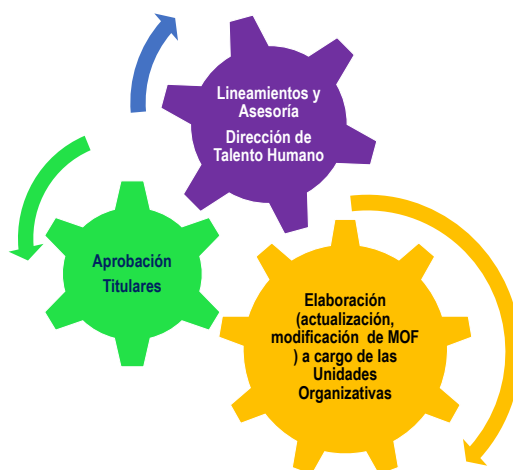 Lineamientos y
Asesoría
Dirección de
Talento Humano
Aprobación
Titulares
Elaboración
(actualización,
modificación de MOF
) a cargo de las
Unidades
Organizativas